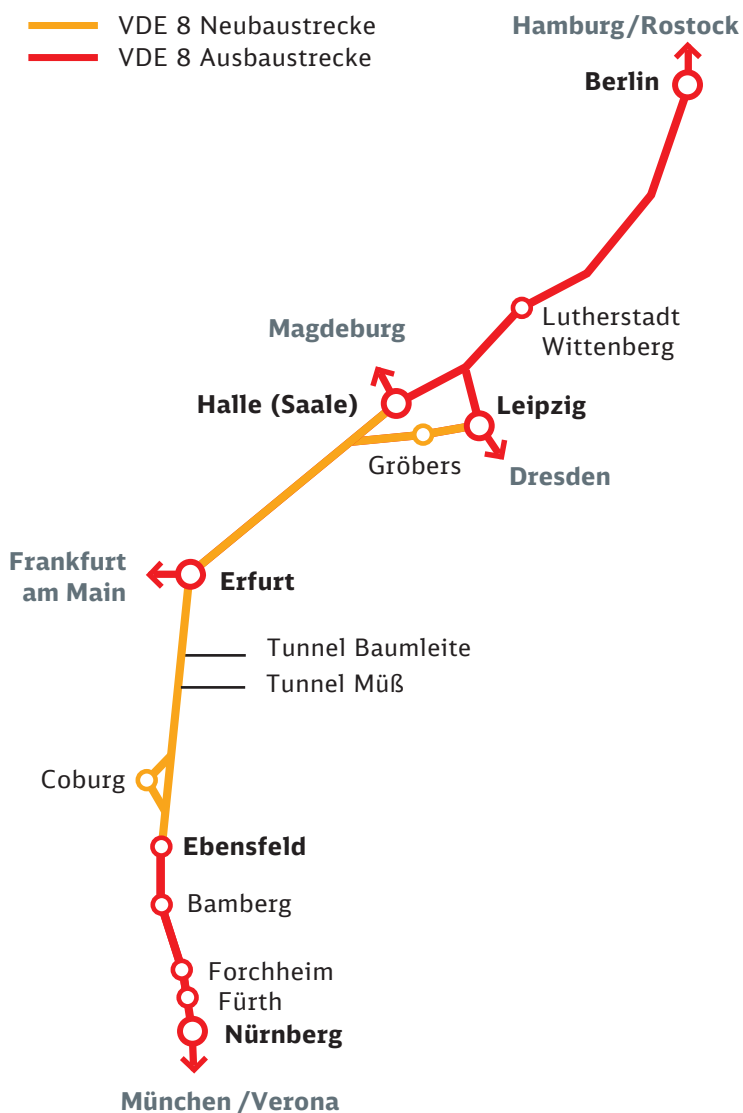 VDE 8 Neubaustrecke
VDE 8 Ausbaustrecke
Hamburg/Rostock
Berlin
Lutherstadt
Wittenberg
Magdeburg
Halle (Saale)
Leipzig
Gröbers
Dresden
Frankfurt
am Main
Erfurt
Tunnel Baumleite
Tunnel Müß
Coburg
Ebensfeld
Bamberg
Forchheim
Fürth
Nürnberg
München /Verona